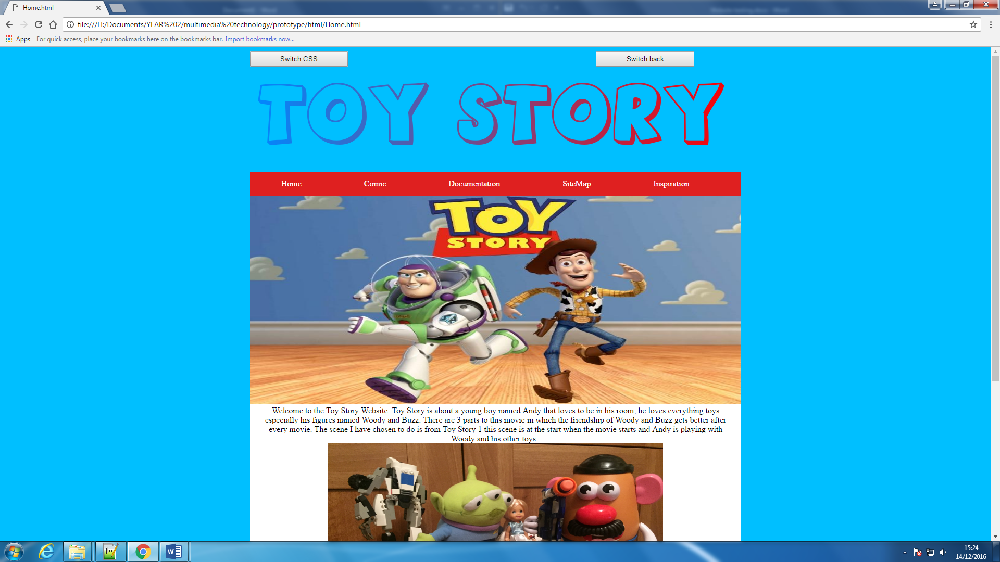 Home.html
file:///H:/Documents/YEAR%202/multimedia%20technology/prototype/html/Home.html
Apps For quick access, place your bookmarks here on the bookmarks bar. Import bookmarks now...
Switch CSS Switch back
TOY STORY
Home Comic Documentation SiteMap Inspiration
TOY
STORY
Welcome to the Toy Story Website. Toy Story is about a young boy named Andy that loves to be in his room, he loves everything toys
especially his figures named Woody and Buzz. There are 3 parts to this movie in which the friendship of Woody and Buzz gets better after
every movie. The scene I have chosen to do is from Toy Story 1 this scene is at the start when the movie starts and Andy is playing with
Woody and his other toys.
15:24
14/12/2016